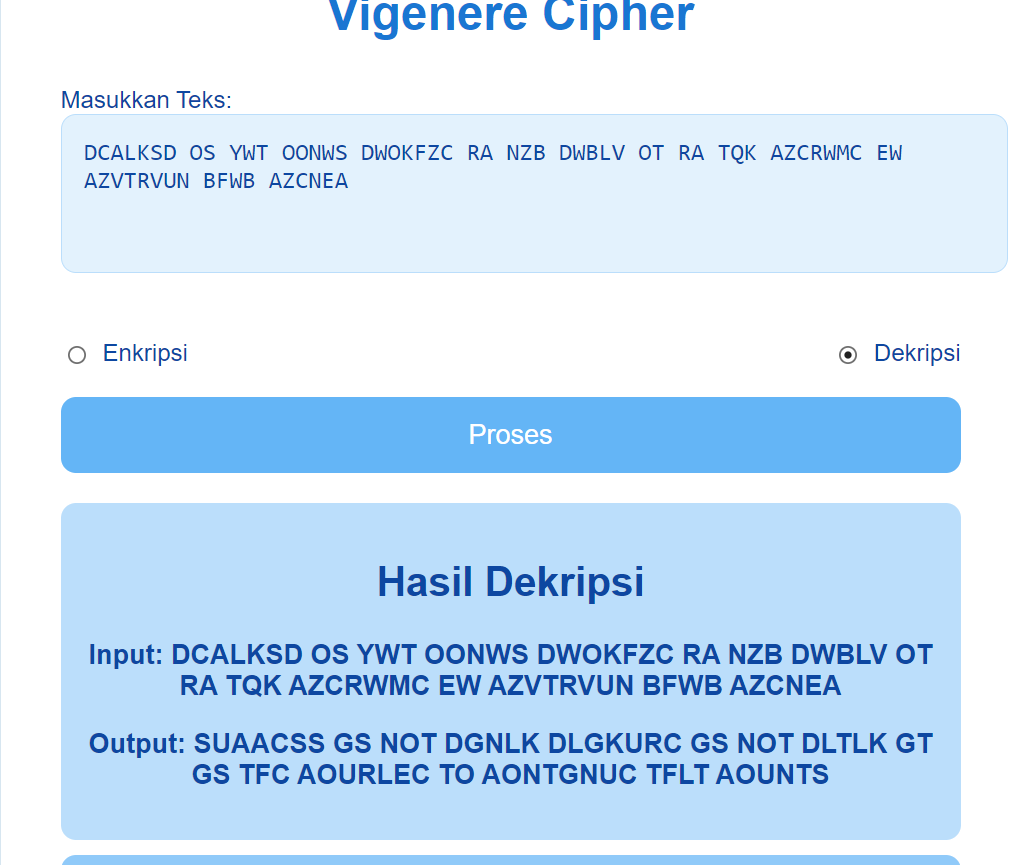 Vigenere Cipher
Masukkan Teks:
DCALKSD OS YWT OONWS DWOKFZC RA NZB DWBLV OT RA TQK AZCRWMC EW
AZVTRVUN BFWB AZCNEA
Enkripsi
Dekripsi
Proses
Hasil Dekripsi
Input: DCALKSD OS YWT OONWS DWOKFZC RA NZB DWBLV OT
RA TQK AZCRWMC EW AZVTRVUN BFWB AZCNEA
Output: SUAACSS GS NOT DGNLK DLGKURC GS NOT DLTLK GT
GS TFC AOURLEC TO AONTGNUC TFLT AOUNTS